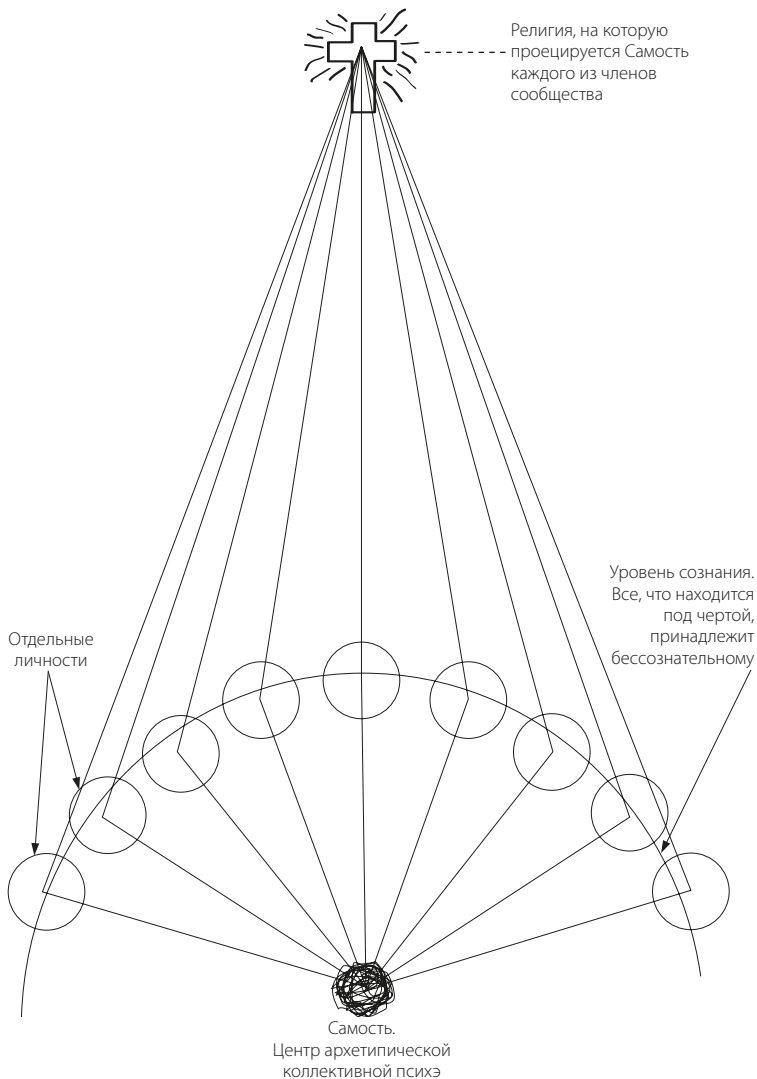 Религия, на которую
проецируется Самость
каждого из членов
сообщества
Уровень сознания.
Все, что находится
под чертой,
принадлежит
бессознательному
Отдельные
личности
Самость.
Центр архетипической
коллективной психэ